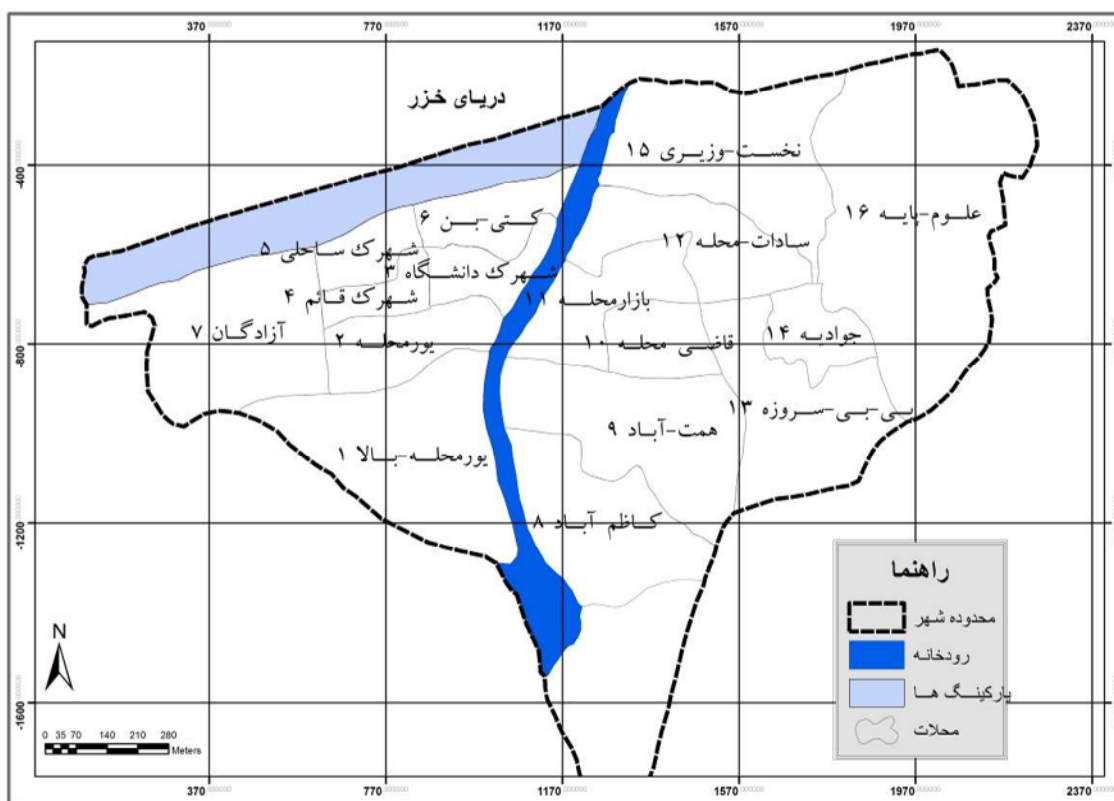 370 770 1170 1570 1970 2370
دریای خزر
نخست-وزیری ۱۵
علوم-پایه ۱۶
کتی-بن ۶
سادات-محله ۱۲
شهرک ساحلی ۵
شهرک دانشگاه ۳
شهرک قائم ۴
بازارمحله ۱۱
آزادگان ۷
یورمحله ۲
قاضی محله ۱۰
جوادیه ۱۴
بی-بی-سروزه ۱۳
همت-آباد ۹
یورمحله-بالا ۱
کاظم آباد ۸
400
-800
-1200
-1600
N
0 35 70 140 210 280
Meters
راهنما
محدوده شهر
رودخانه
پارکینگ ها
محلات
370 770 1170 1570 1970 2370